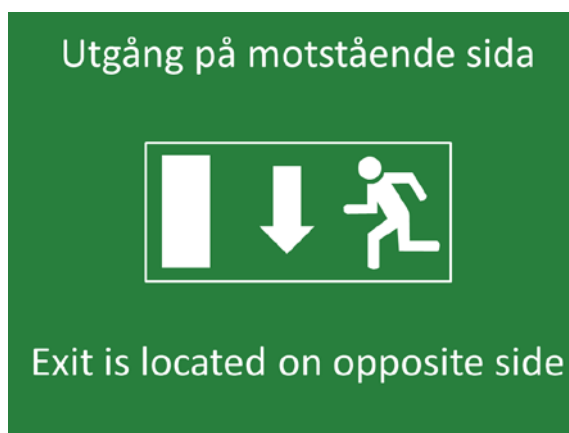 Utgång på motstående sida
Exit is located on opposite side